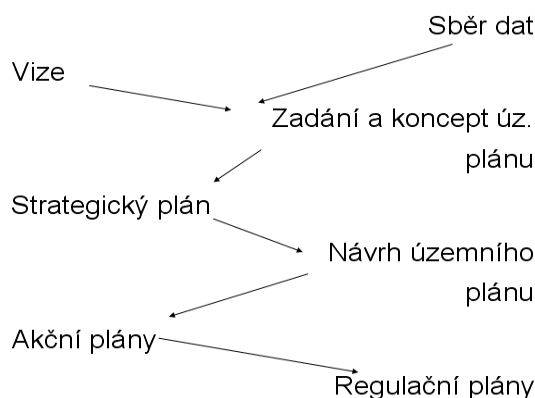 Sběr dat
Vize
Zadání a koncept úz.
plánu
Strategický plán
Návrh územního
plánu
Akční plány
Regulační plány